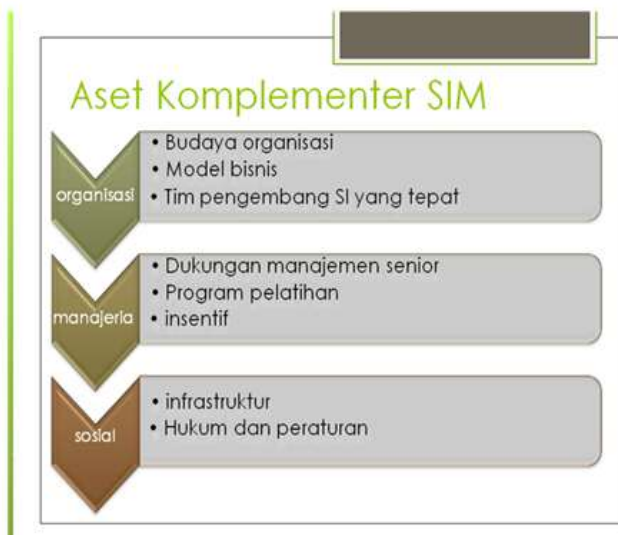 Aset Komplementer SIM
organisasi
• Budaya organisasi
• Model bisnis
• Tim pengembang SI yang tepat
manajeria
• Dukungan manajemen senior
• Program pelatihan
• insentif
sosial
• infrastruktur
• Hukum dan peraturan